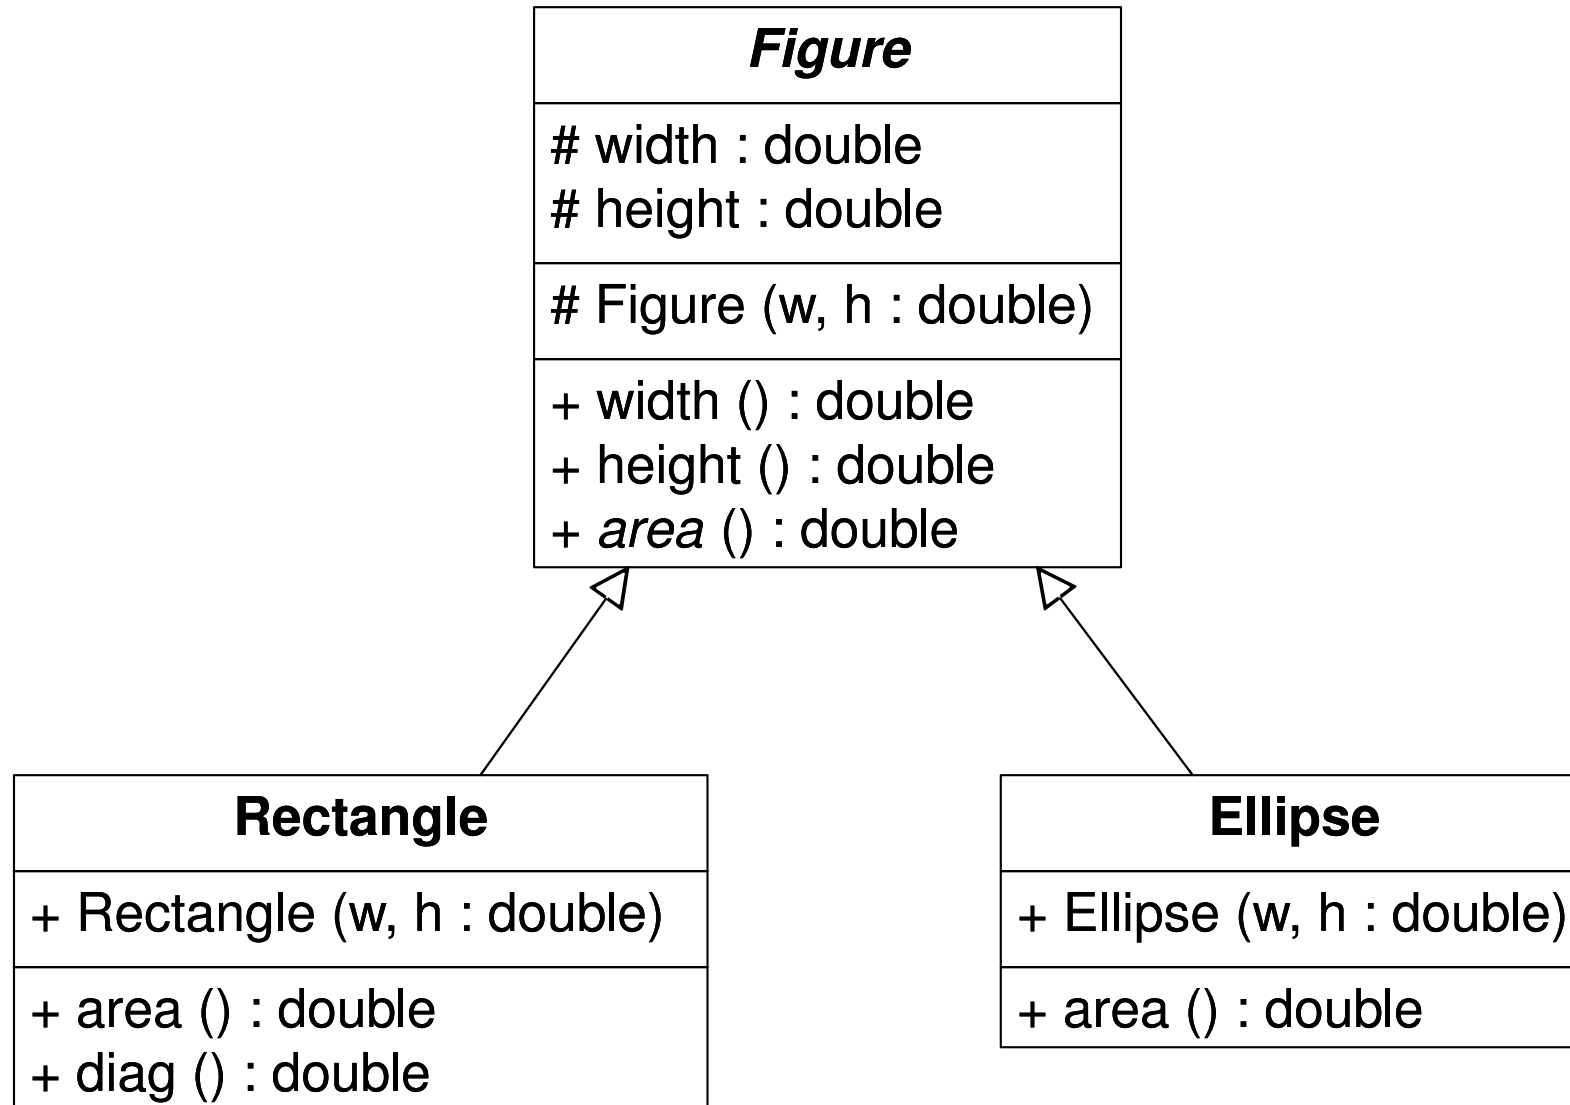 Figure
# width : double
# height : double
# Figure (w, h : double)
+ width () : double
+ height () : double
+ area () : double
Rectangle
+ Rectangle (w, h : double)
+ area () : double
+ diag () : double
Ellipse
+ Ellipse (w, h : double)
+ area () : double